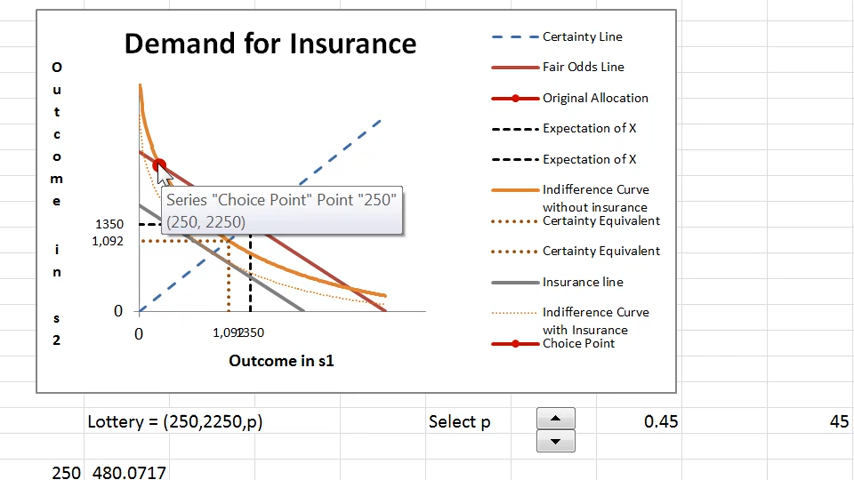 Demand for Insurance
Outcome in s2
1350
1,092
0
0
1,092
1350
Outcome in s1
Series "Choice Point" Point "250"
(250, 2250)
Certainty Line
Fair Odds Line
Original Allocation
Expectation of X
Expectation of X
Indifference Curve
without insurance
Certainty Equivalent
Certainty Equivalent
Insurance line
Indifference Curve
with Insurance
Choice Point
Lottery = (250,2250,p)
Select p
0.45
45
250
480.0717